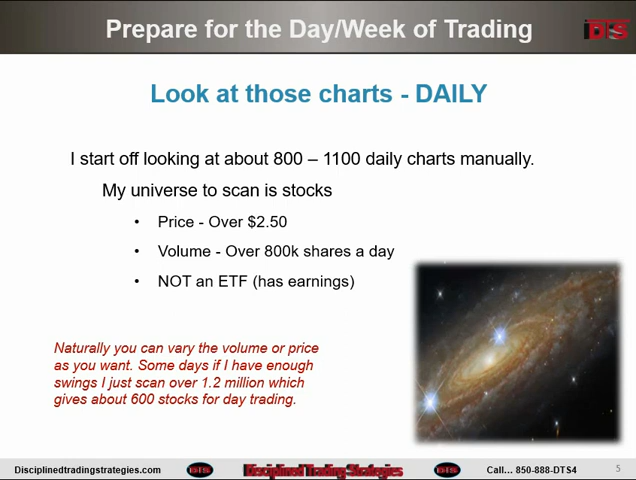 Prepare for the Day/Week of Trading
DTS
Look at those charts - DAILY
I start off looking at about 800 – 1100 daily charts manually.
My universe to scan is stocks
• Price - Over $2.50
• Volume - Over 800k shares a day
• NOT an ETF (has earnings)
Naturally you can vary the volume or price
as you want. Some days if I have enough
swings I just scan over 1.2 million which
gives about 600 stocks for day trading.
Disciplinedtradingstrategies.com DTS Disciplined Trading Strategies DTS Call... 850-888-DTS4 5